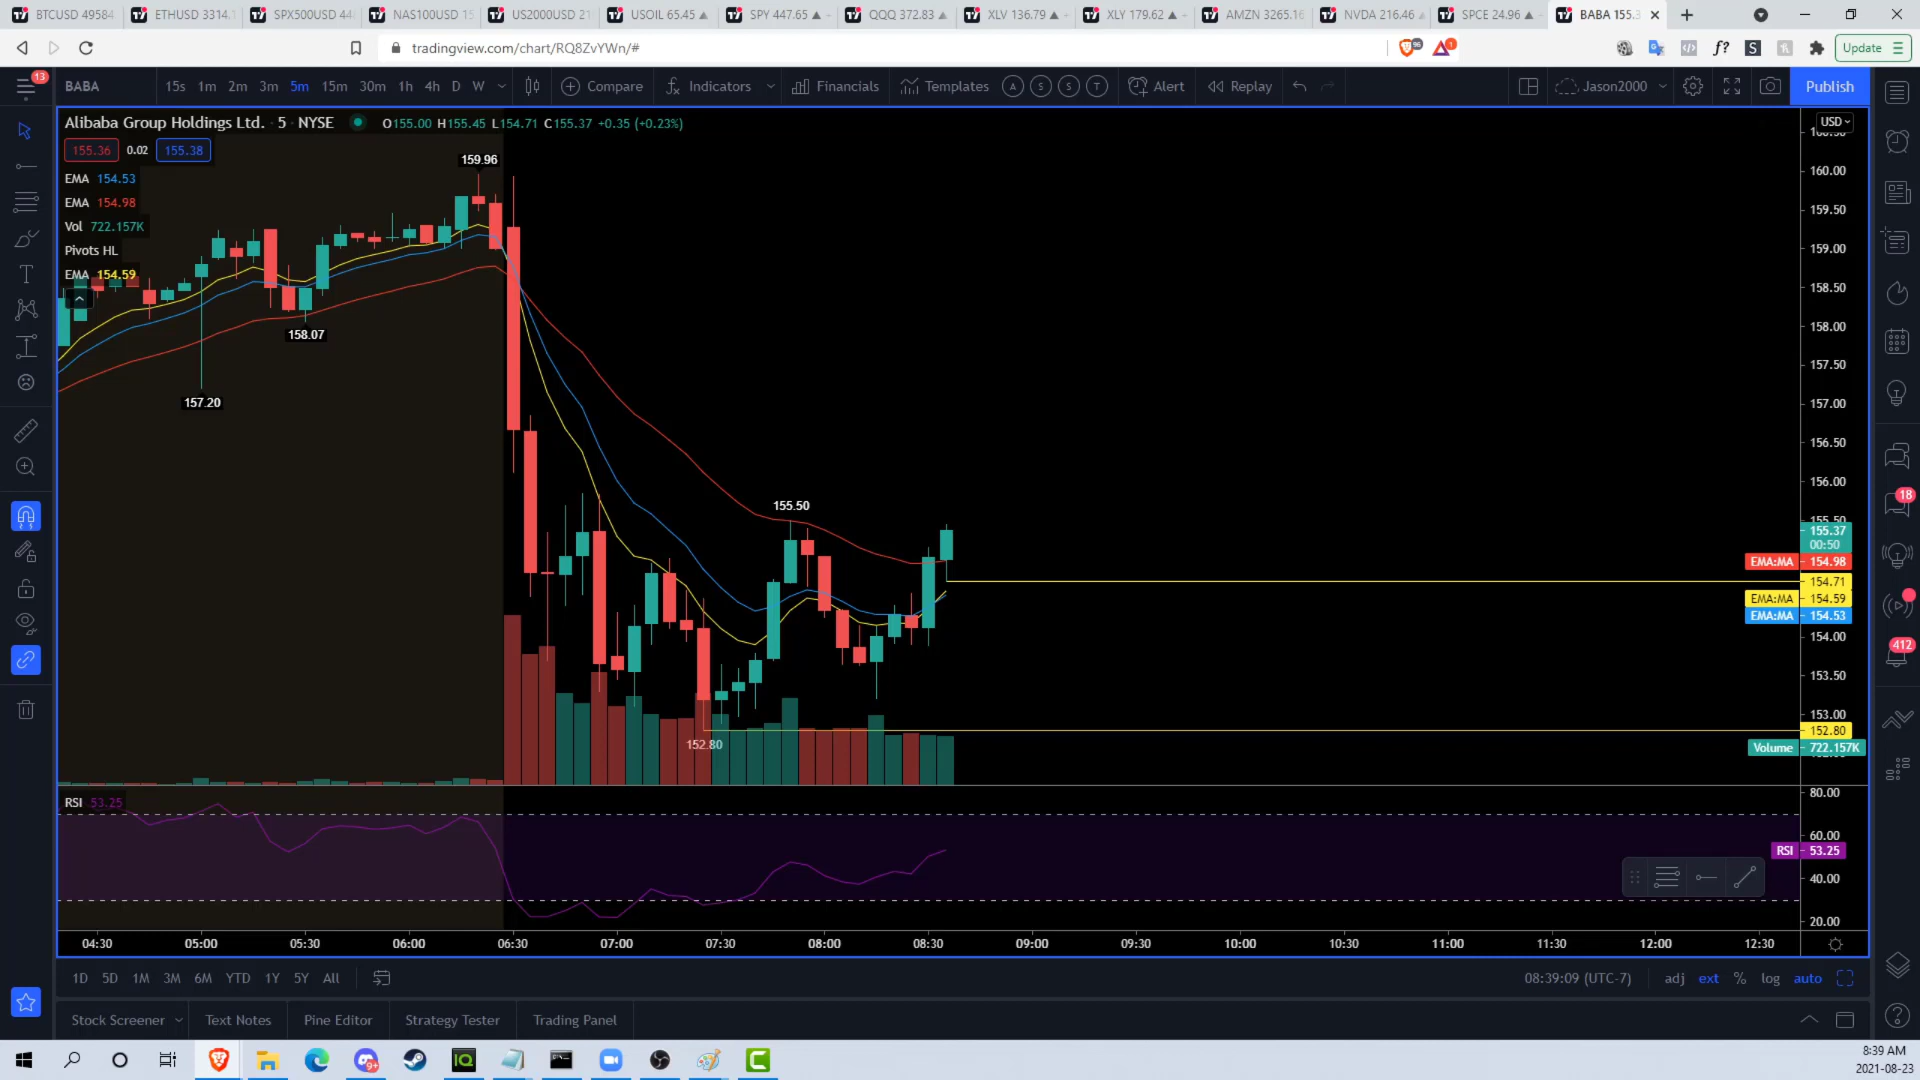 BTCUSD 49584
ETHUSD 3314.
SPX500USD 44
NAS100USD 15
US2000USD 21
USOIL 65.45 ▲
SPY 447.65 ▲
QQQ 372.83 ▲
XLV 136.79 ▲
XLY 179.62 ▲
AMZN 3265.16
NVDA 216.46
SPCE 24.96 ▲
BABA 155.3
tradingview.com/chart/RQ8ZvYWn/#
96
1
f?
S
Update
13
BABA
15s 1m 2m 3m 5m 15m 30m 1h 4h D W
Compare
Indicators
Financials
Templates
A S S T
Alert
Replay
Jason2000
Publish
Alibaba Group Holdings Ltd. · 5 · NYSE
O155.00 H155.45 L154.71 C155.37 +0.35 (+0.23%)
155.36 0.02 155.38
EMA 154.53
EMA 154.98
Vol 722.157K
Pivots HL
EMA 154.59
159.96
158.07
157.20
155.50
152.80
USD
160.00
159.50
159.00
158.50
158.00
157.50
157.00
156.50
156.00
155.50
155.37
00:50
EMA:MA 154.98
154.71
EMA:MA 154.59
EMA:MA 154.53
154.00
153.50
153.00
152.80
Volume 722.157K
18
412
RSI 53.25
80.00
60.00
RSI 53.25
40.00
20.00
04:30 05:00 05:30 06:00 06:30 07:00 07:30 08:00 08:30 09:00 09:30 10:00 10:30 11:00 11:30 12:00 12:30
1D 5D 1M 3M 6M YTD 1Y 5Y All
08:39:09 (UTC-7)
adj ext % log auto
Stock Screener
Text Notes
Pine Editor
Strategy Tester
Trading Panel
9+
IQ
8:39 AM
2021-08-23